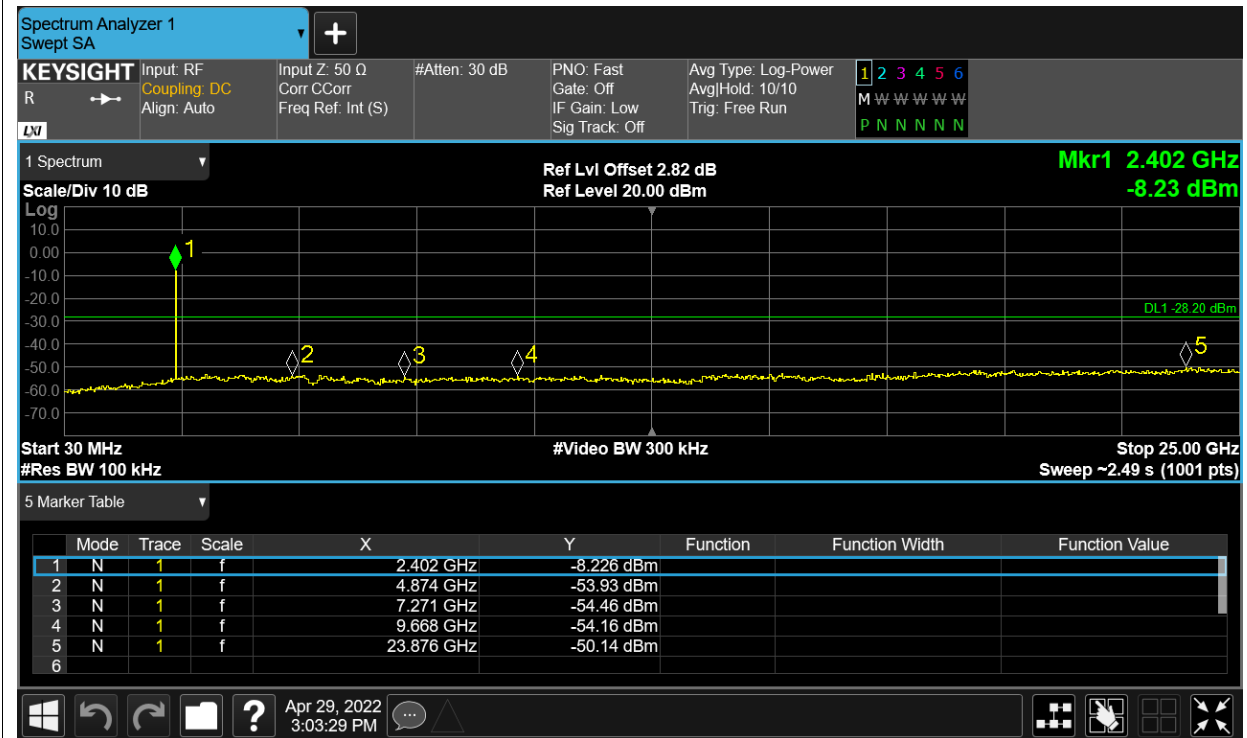 Spectrum Analyzer 1
Swept SA
+
KEYSIGHT
R
LXI
Input: RF
Coupling: DC
Align: Auto
Input Z: 50 Ω
Corr CCorr
Freq Ref: Int (S)
#Atten: 30 dB
PNO: Fast
Gate: Off
IF Gain: Low
Sig Track: Off
Avg Type: Log-Power
Avg|Hold: 10/10
Trig: Free Run
1 2 3 4 5 6
M W W W W W
P N N N N N
1 Spectrum
Scale/Div 10 dB
Ref Lvl Offset 2.82 dB
Ref Level 20.00 dBm
Mkr1 2.402 GHz
-8.23 dBm
Log
10.0
0.00
-10.0
-20.0
-30.0
-40.0
-50.0
-60.0
-70.0
1
2
3
4
5
DL1 -28.20 dBm
Start 30 MHz
#Video BW 300 kHz
Stop 25.00 GHz
#Res BW 100 kHz
Sweep ~2.49 s (1001 pts)
5 Marker Table
Mode Trace Scale X Y Function Function Width Function Value
1 N 1 f 2.402 GHz -8.226 dBm
2 N 1 f 4.874 GHz -53.93 dBm
3 N 1 f 7.271 GHz -54.46 dBm
4 N 1 f 9.668 GHz -54.16 dBm
5 N 1 f 23.876 GHz -50.14 dBm
6
?
Apr 29, 2022
3:03:29 PM